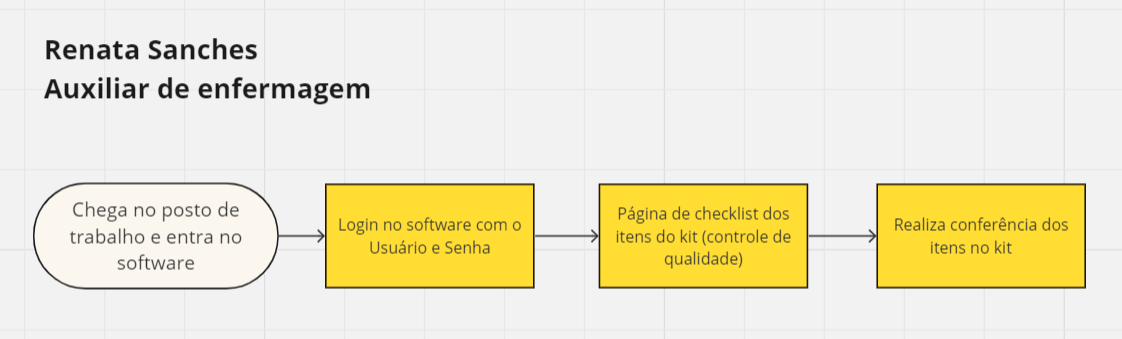 Renata Sanches
Auxiliar de enfermagem
Chega no posto de
trabalho e entra no
software
Login no software com o
Usuário e Senha
Página de checklist dos
itens do kit (controle de
qualidade)
Realiza conferência dos
itens no kit